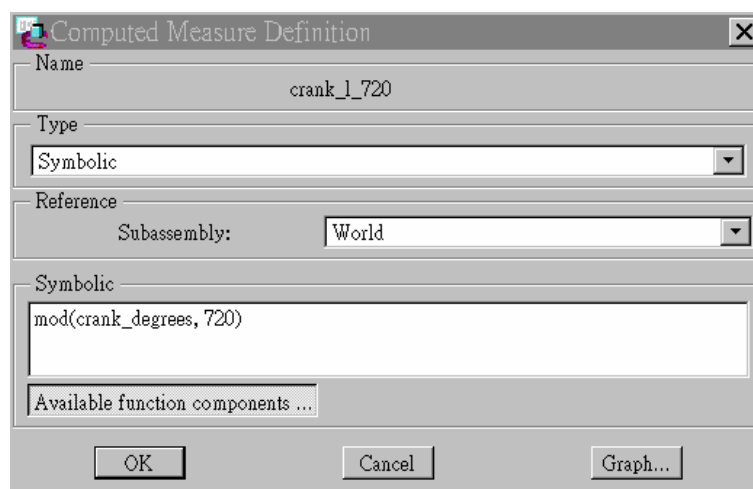 Computed Measure Definition
Name
crank_l_720
Type
Symbolic
Reference
Subassembly: World
Symbolic
mod(crank_degrees, 720)
Available function components ...
OK Cancel Graph...